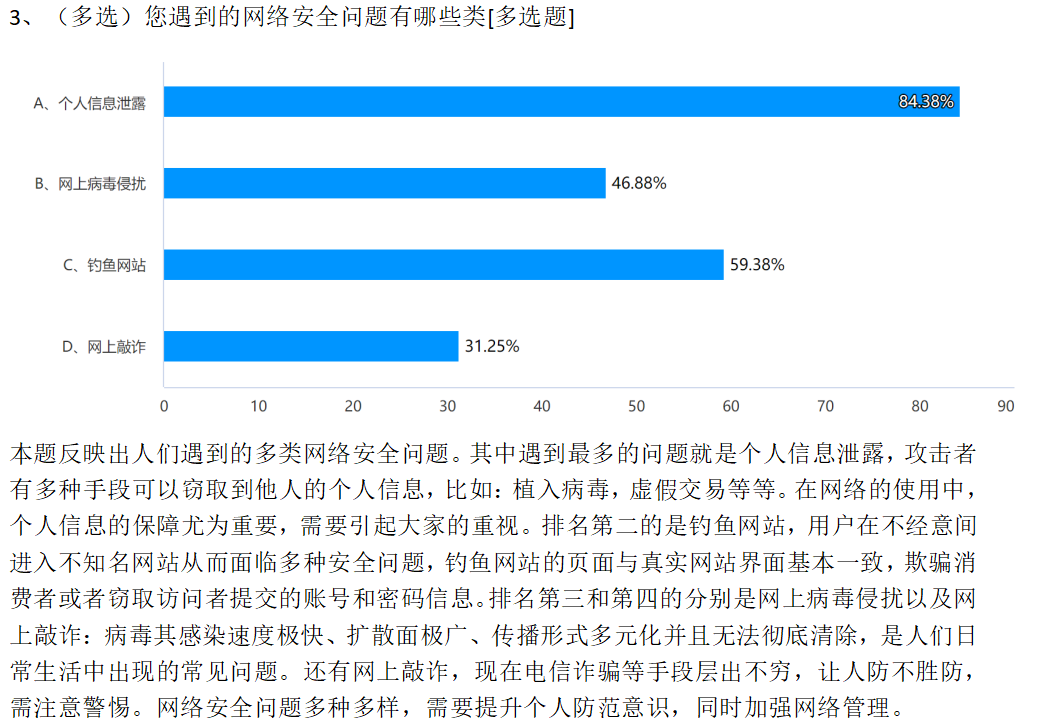 3、（多选）您遇到的网络安全问题有哪些类[多选题]
A、个人信息泄露
84.38%
B、网上病毒侵扰
46.88%
C、钓鱼网站
59.38%
D、网上敲诈
31.25%
0 10 20 30 40 50 60 70 80 90
本题反映出人们遇到的多类网络安全问题。其中遇到最多的问题就是个人信息泄露，攻击者
有多种手段可以窃取到他人的个人信息，比如：植入病毒，虚假交易等等。在网络的使用中，
个人信息的保障尤为重要，需要引起大家的重视。排名第二的是钓鱼网站，用户在不经意间
进入不知名网站从而面临多种安全问题，钓鱼网站的页面与真实网站界面基本一致，欺骗消
费者或者窃取访问者提交的账号和密码信息。排名第三和第四的分别是网上病毒侵扰以及网
上敲诈：病毒其感染速度极快、扩散面极广、传播形式多元化并且无法彻底清除，是人们日
常生活中出现的常见问题。还有网上敲诈，现在电信诈骗等手段层出不穷，让人防不胜防，
需注意警惕。网络安全问题多种多样，需要提升个人防范意识，同时加强网络管理。